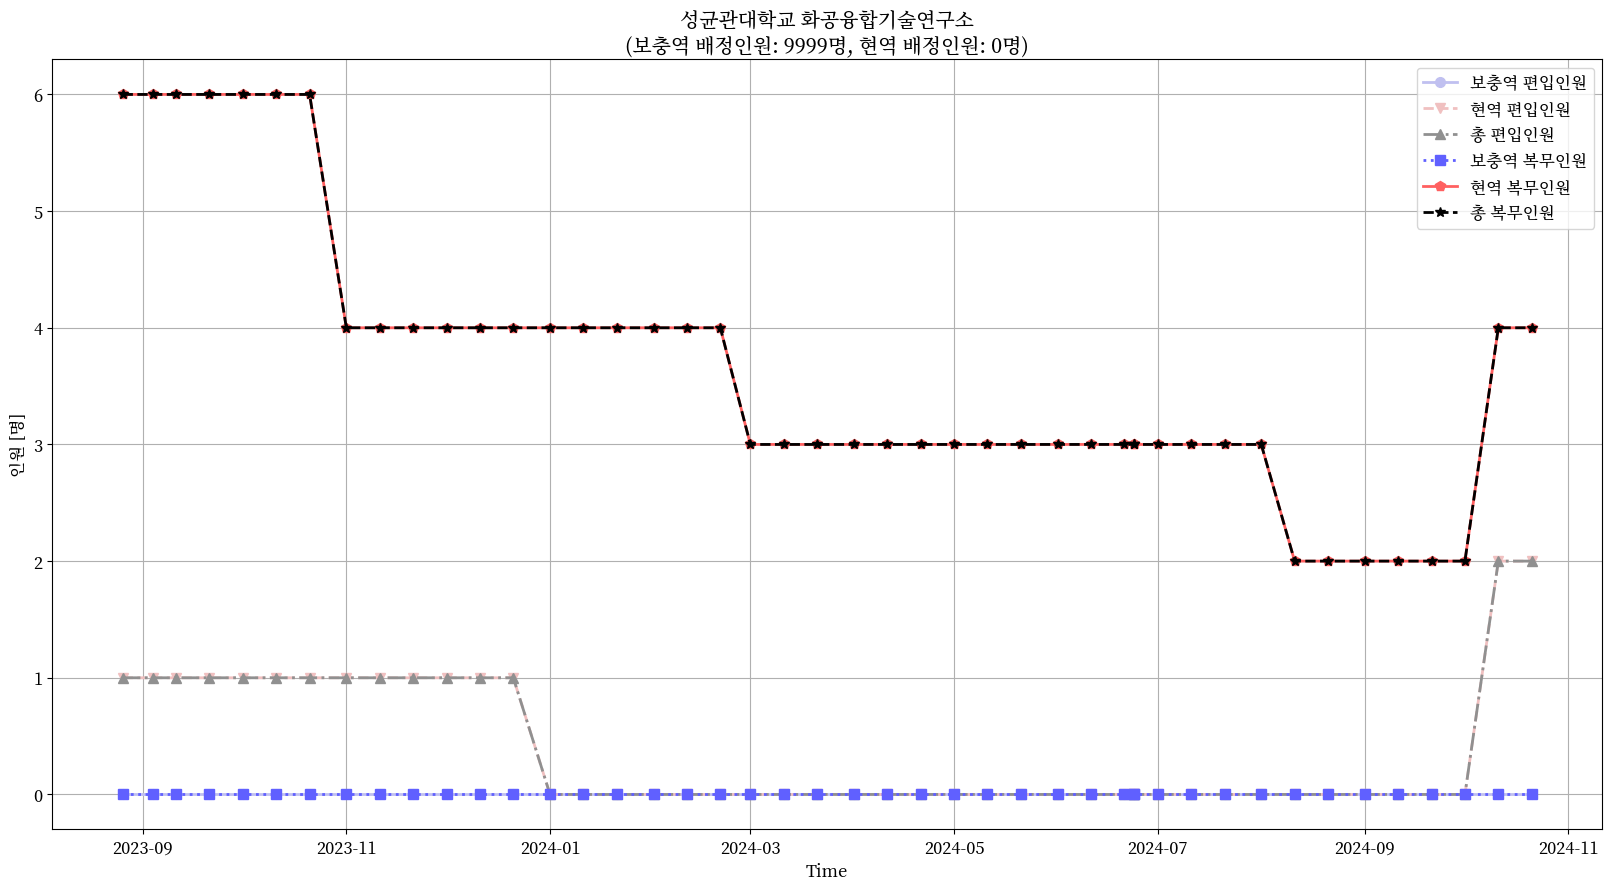 성균관대학교 화공융합기술연구소
(보충역 배정인원: 9999명, 현역 배정인원: 0명)
보충역 편입인원
현역 편입인원
총 편입인원
보충역 복무인원
현역 복무인원
총 복무인원
인원 [명]
6
5
4
3
2
1
0
2023-09
2023-11
2024-01
2024-03
2024-05
2024-07
2024-09
2024-11
Time